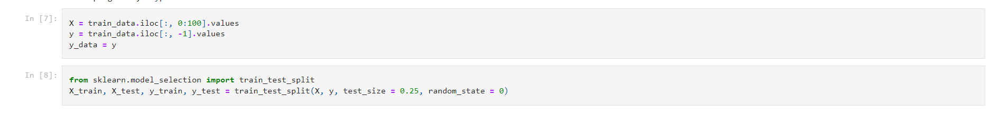 In [7]:
X = train_data.iloc[:, 0:100].values
y = train_data.iloc[:, -1].values
y_data = y
In [8]:
from sklearn.model_selection import train_test_split
X_train, X_test, y_train, y_test = train_test_split(X, y, test_size = 0.25, random_state = 0)